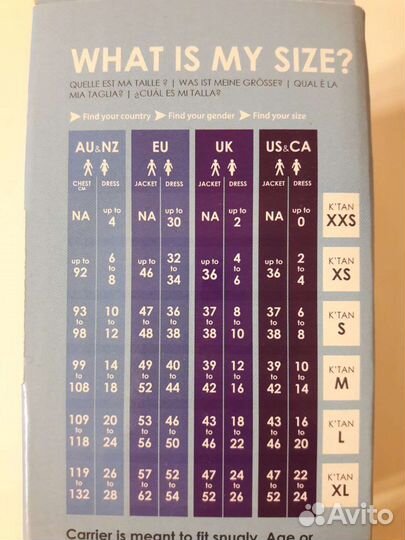 WHAT IS MY SIZE?
QUELLE EST MA TAILLE ? | WAS IST MEINE GRÖSSE? | QUAL È LA
MIA TAGLIA? | ¿CUÁL ES MI TALLA?
Find your country Find your gender Find your size
AU&NZ EU UK US&CA
CHEST CM DRESS JACKET DRESS JACKET DRESS JACKET DRESS
NA up to 4 NA up to 30 NA up to 2 NA up to 0 K'TAN XXS
up to 92 6 to 8 up to 46 32 to 34 up to 36 4 to 6 up to 36 2 to 4 K'TAN XS
93 to 98 10 to 12 47 to 48 36 to 38 37 to 38 8 to 10 37 to 38 6 to 8 K'TAN S
99 to 108 14 to 18 49 to 52 40 to 44 39 to 42 12 to 16 39 to 42 10 to 14 K'TAN M
109 to 118 20 to 24 53 to 56 46 to 50 43 to 46 18 to 22 43 to 46 16 to 20 K'TAN L
119 to 132 26 to 28 57 to 62 52 to 54 47 to 52 24 to 26 47 to 52 22 to 24 K'TAN XL
Carrier is meant to fit snugly. Age or
Avito